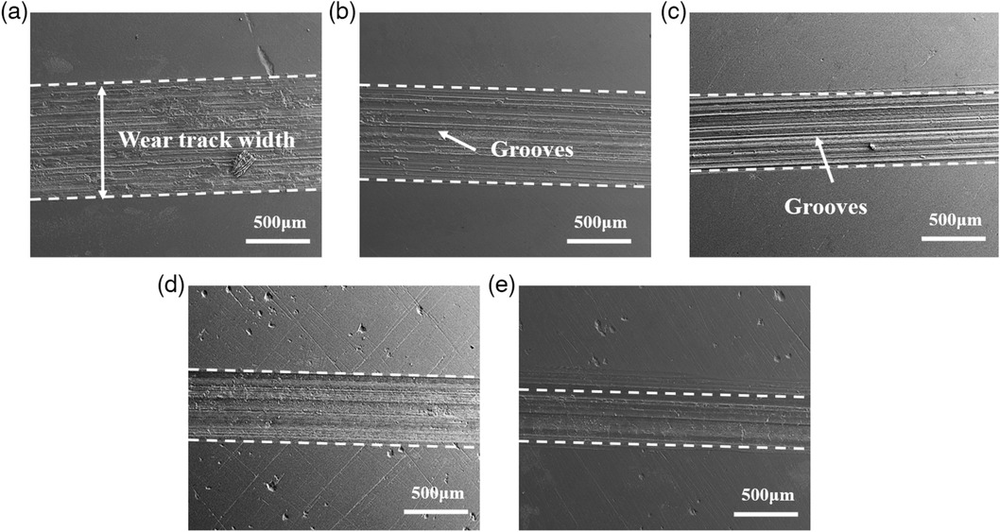 (a)
Wear track width
500μm
(b)
Grooves
500μm
(c)
Grooves
500μm
(d)
500μm
(e)
500μm